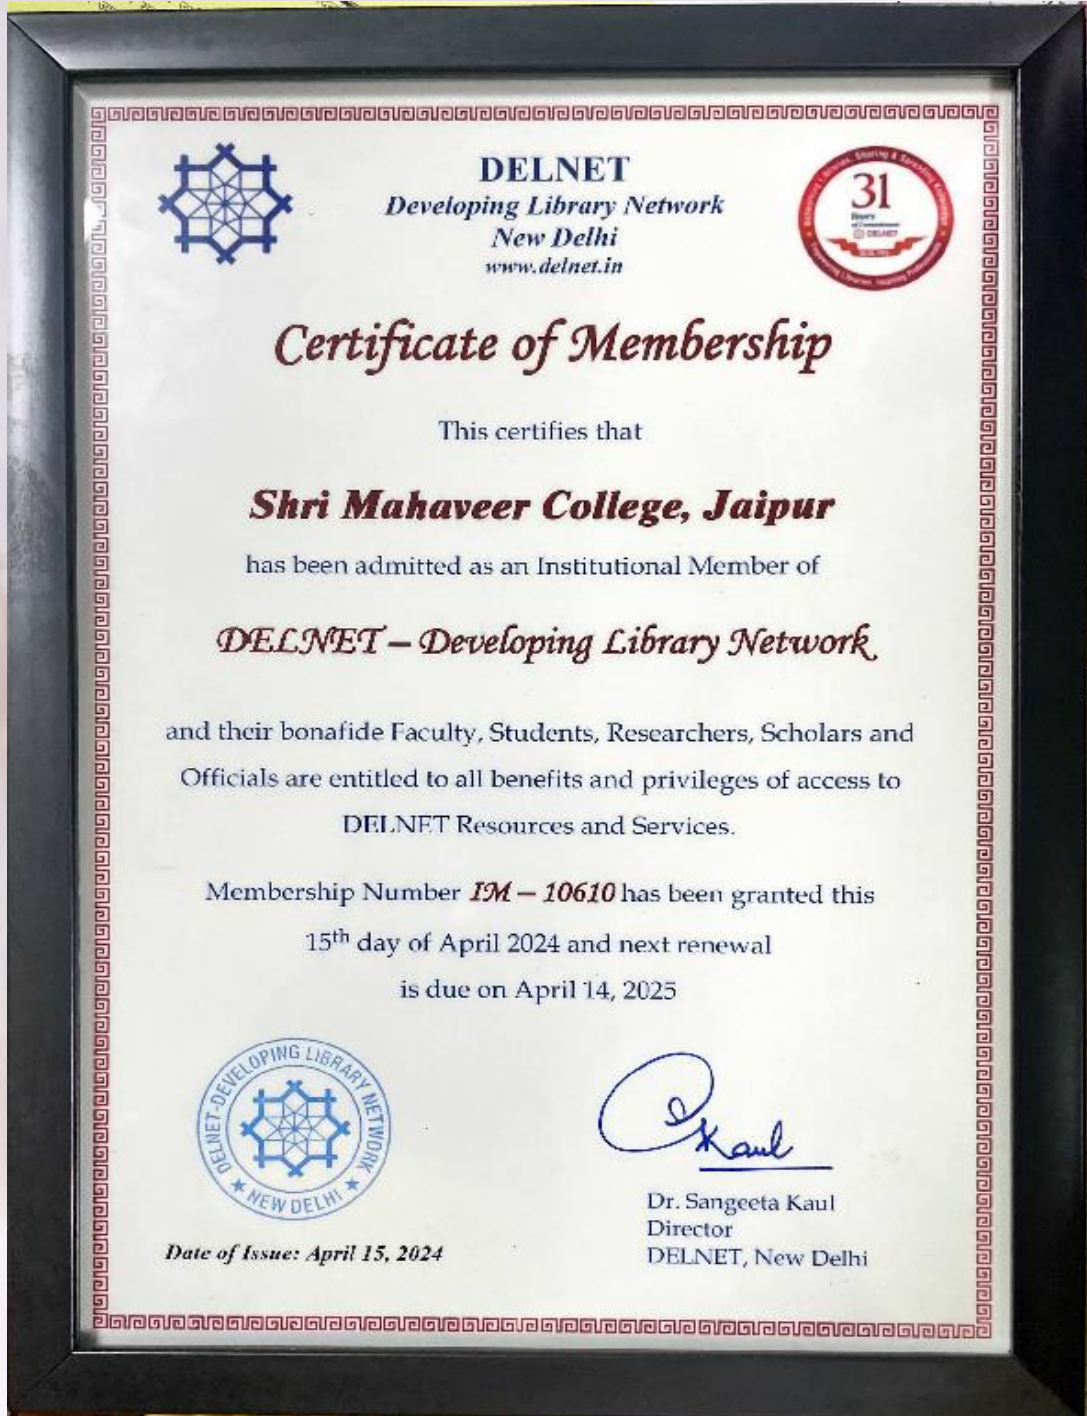 DELNET
Developing Library Network
New Delhi
www.delnet.in
31
Years
DELNET
Certificate of Membership
This certifies that
Shri Mahaveer College, Jaipur
has been admitted as an Institutional Member of
DELNET – Developing Library Network
and their bonafide Faculty, Students, Researchers, Scholars and
Officials are entitled to all benefits and privileges of access to
DELNET Resources and Services.
Membership Number IM – 10610 has been granted this
15th day of April 2024 and next renewal
is due on April 14, 2025
DELNET-DEVELOPING LIBRARY NETWORK
★ NEW DELHI ★
Kaul
Dr. Sangeeta Kaul
Director
DELNET, New Delhi
Date of Issue: April 15, 2024